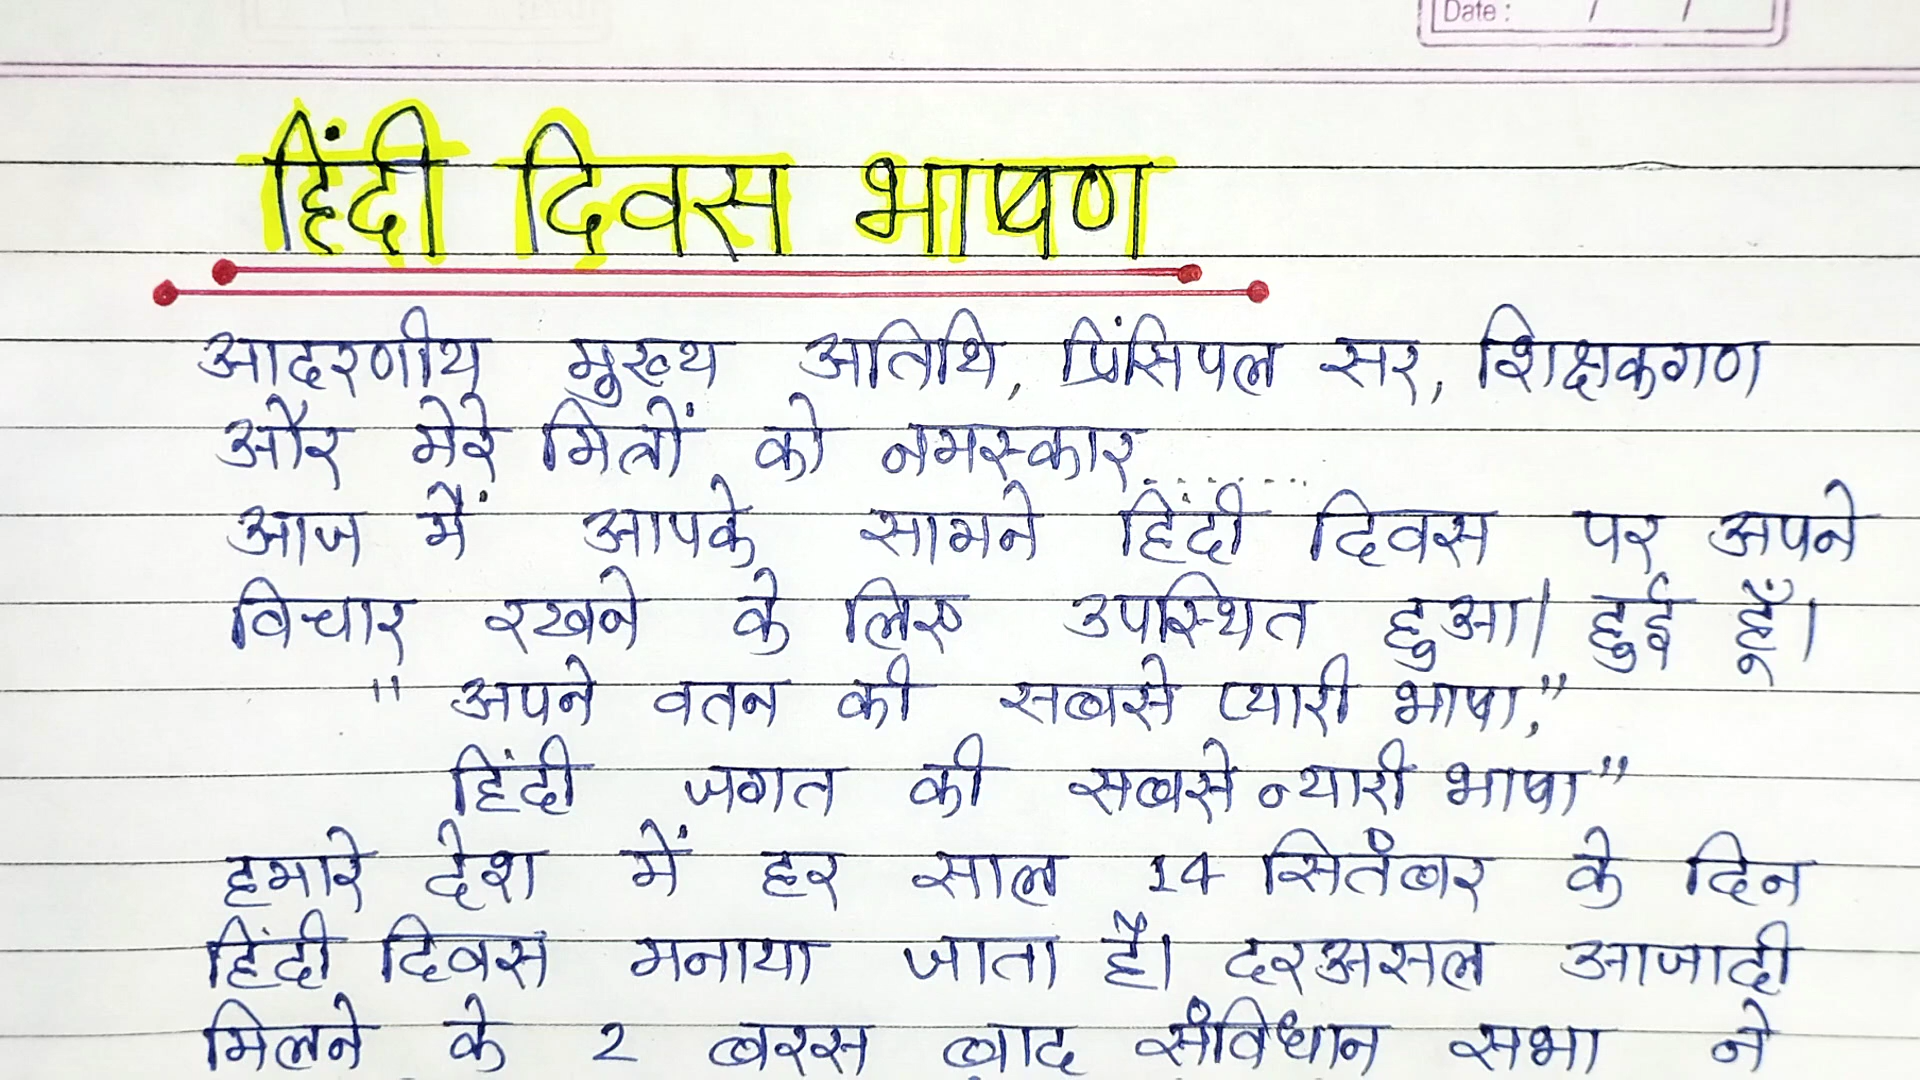 Date : / /
हिंदी दिवस भाषण
आदरणीय मुख्य अतिथि, प्रिंसिपल सर, शिक्षकगण
और मेरे मित्रों को नमस्कार........
आज मैं आपके सामने हिंदी दिवस पर अपने
विचार रखने के लिए उपस्थित हुआ/ हुई हूँ।
" अपने वतन की सबसे प्यारी भाषा,"
हिंदी जगत की सबसे न्यारी भाषा"
हमारे देश में हर साल 14 सितंबर के दिन
हिंदी दिवस मनाया जाता है। दरअसल आजादी
मिलने के 2 बरस बाद संविधान सभा ने